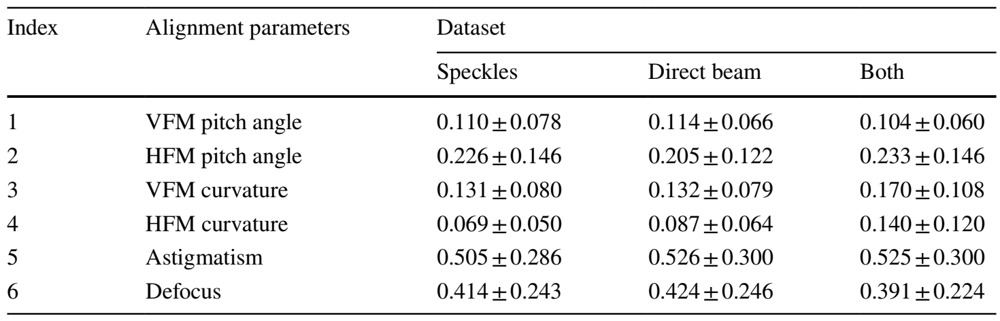 Index Alignment parameters Dataset
Speckles Direct beam Both
1 VFM pitch angle 0.110±0.078 0.114±0.066 0.104±0.060
2 HFM pitch angle 0.226±0.146 0.205±0.122 0.233±0.146
3 VFM curvature 0.131±0.080 0.132±0.079 0.170±0.108
4 HFM curvature 0.069±0.050 0.087±0.064 0.140±0.120
5 Astigmatism 0.505±0.286 0.526±0.300 0.525±0.300
6 Defocus 0.414±0.243 0.424±0.246 0.391±0.224